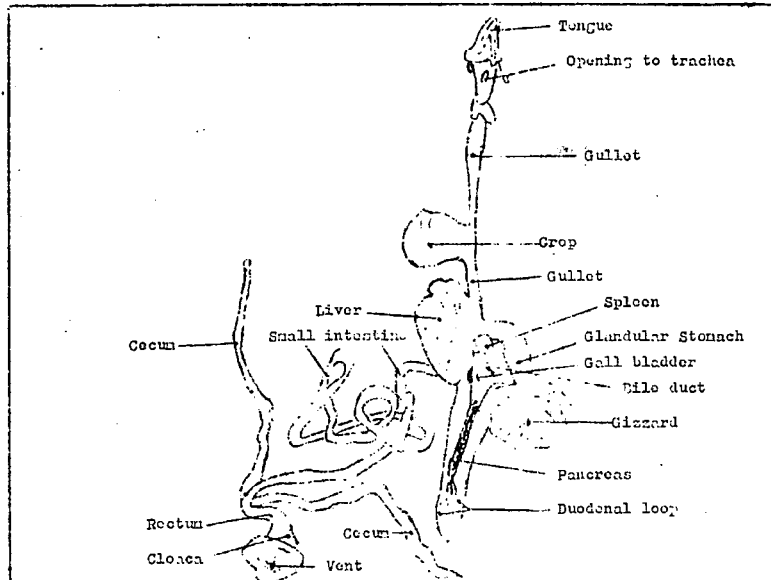 Tongue
Opening to trachea
Gullet
Crop
Gullet
Spleen
Liver
Glandular Stomach
Small intestine
Cecum
Gall bladder
Bile duct
Gizzard
Pancreas
Duodenal loop
Rectum
Cecum
Cloaca
Vent